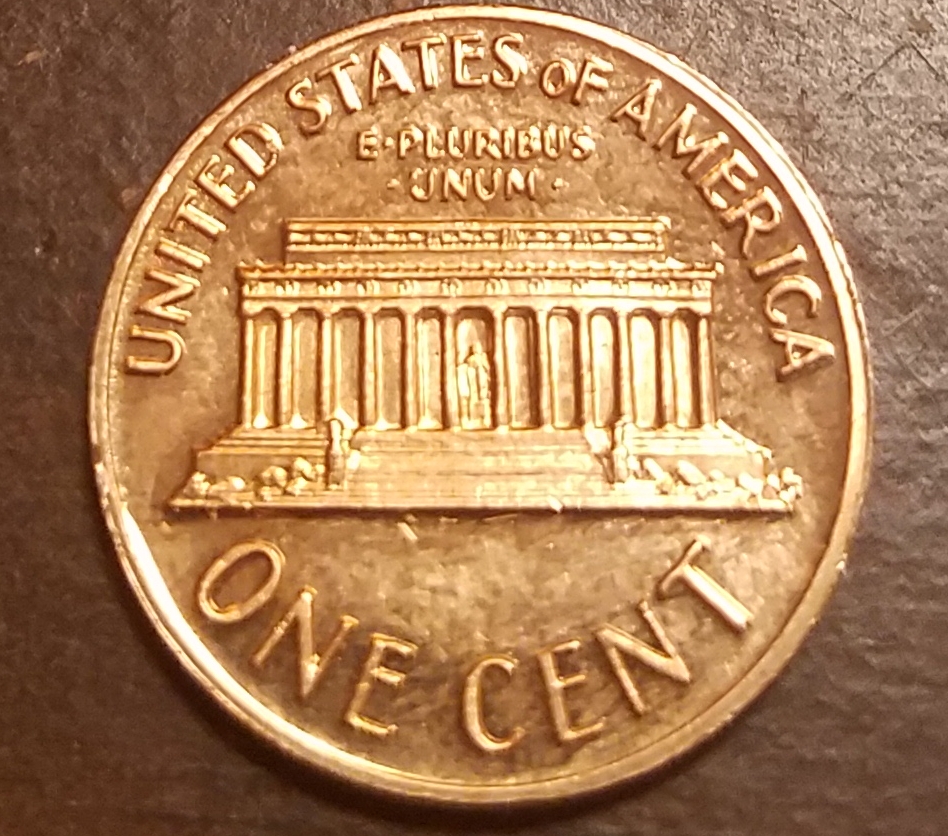 UNITED STATES OF AMERICA
E·PLURIBUS
·UNUM·
ONE CENT